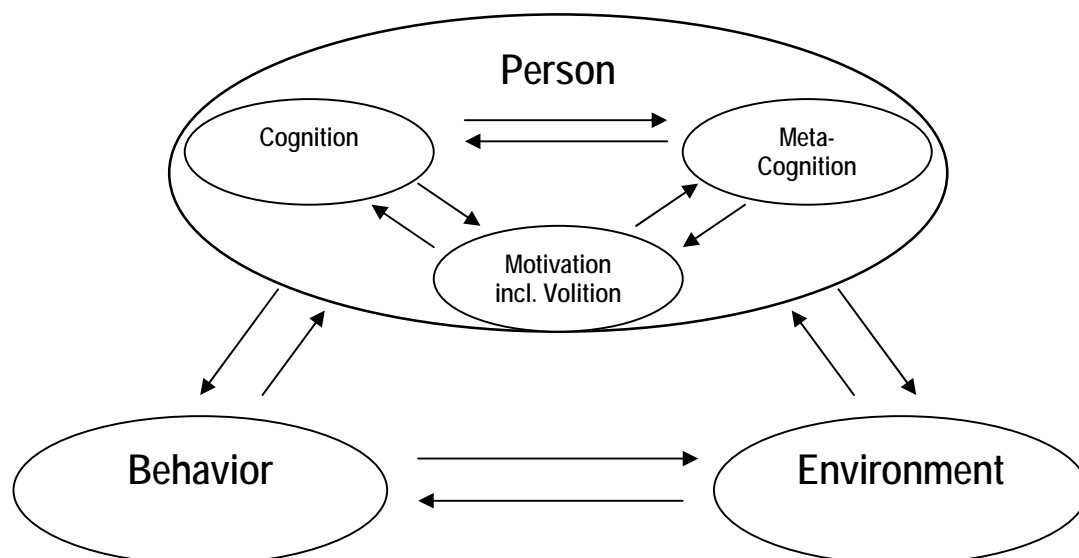 Person
Cognition
Meta-
Cognition
Motivation
incl. Volition
Behavior
Environment